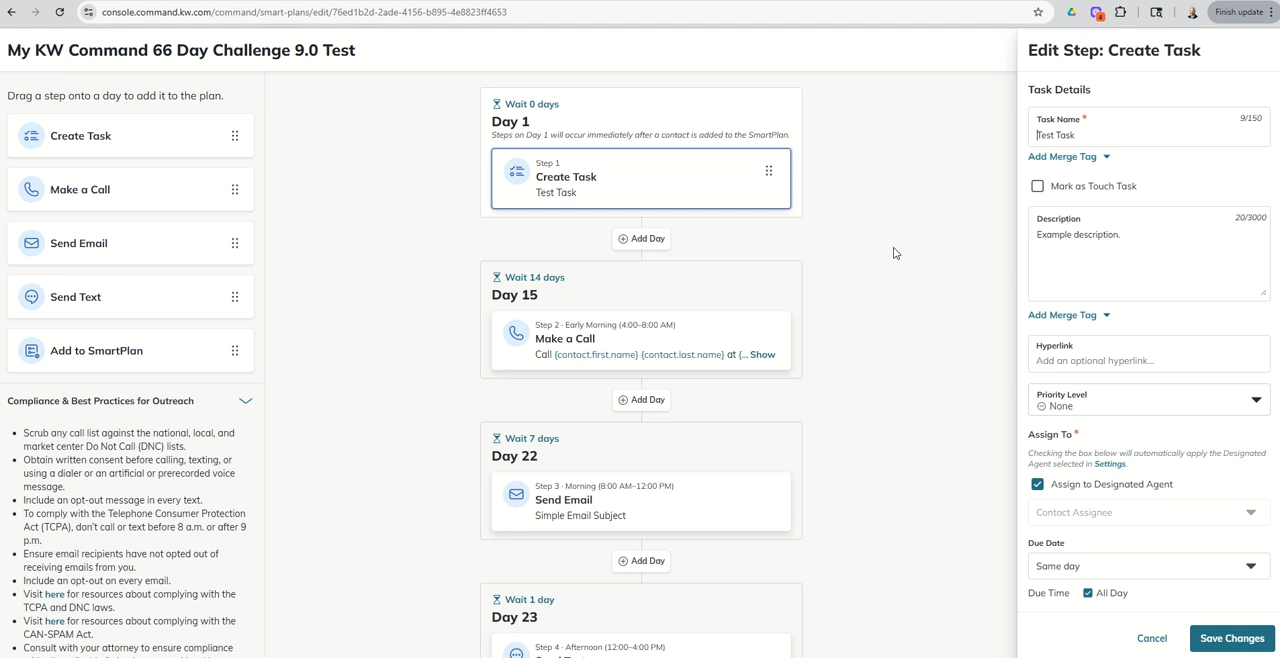 console.command.kw.com/command/smart-plans/edit/76ed1b2d-2ade-4156-b895-4e8823ff4653
4
Finish update
My KW Command 66 Day Challenge 9.0 Test
Drag a step onto a day to add it to the plan.
Create Task
Make a Call
Send Email
Send Text
Add to SmartPlan
Compliance & Best Practices for Outreach
• Scrub any call list against the national, local, and
market center Do Not Call (DNC) lists.
• Obtain written consent before calling, texting, or
using a dialer or an artificial or prerecorded voice
message.
• Include an opt-out message in every text.
• To comply with the Telephone Consumer Protection
Act (TCPA), don't call or text before 8 a.m. or after 9
p.m.
• Ensure email recipients have not opted out of
receiving emails from you.
• Include an opt-out on every email.
• Visit here for resources about complying with the
TCPA and DNC laws.
• Visit here for resources about complying with the
CAN-SPAM Act.
• Consult with your attorney to ensure compliance
Wait 0 days
Day 1
Steps on Day 1 will occur immediately after a contact is added to the SmartPlan.
Step 1
Create Task
Test Task
Add Day
Wait 14 days
Day 15
Step 2 · Early Morning (4:00–8:00 AM)
Make a Call
Call {contact.first.name} {contact.last.name} at {... Show
Add Day
Wait 7 days
Day 22
Step 3 · Morning (8:00 AM–12:00 PM)
Send Email
Simple Email Subject
Add Day
Wait 1 day
Day 23
Step 4 · Afternoon (12:00–4:00 PM)
Edit Step: Create Task
Task Details
Task Name * 9/150
Test Task
Add Merge Tag
Mark as Touch Task
Description 20/3000
Example description.
Add Merge Tag
Hyperlink
Add an optional hyperlink...
Priority Level
None
Assign To *
Checking the box below will automatically apply the Designated
Agent selected in Settings.
Assign to Designated Agent
Contact Assignee
Due Date
Same day
Due Time All Day
Cancel Save Changes